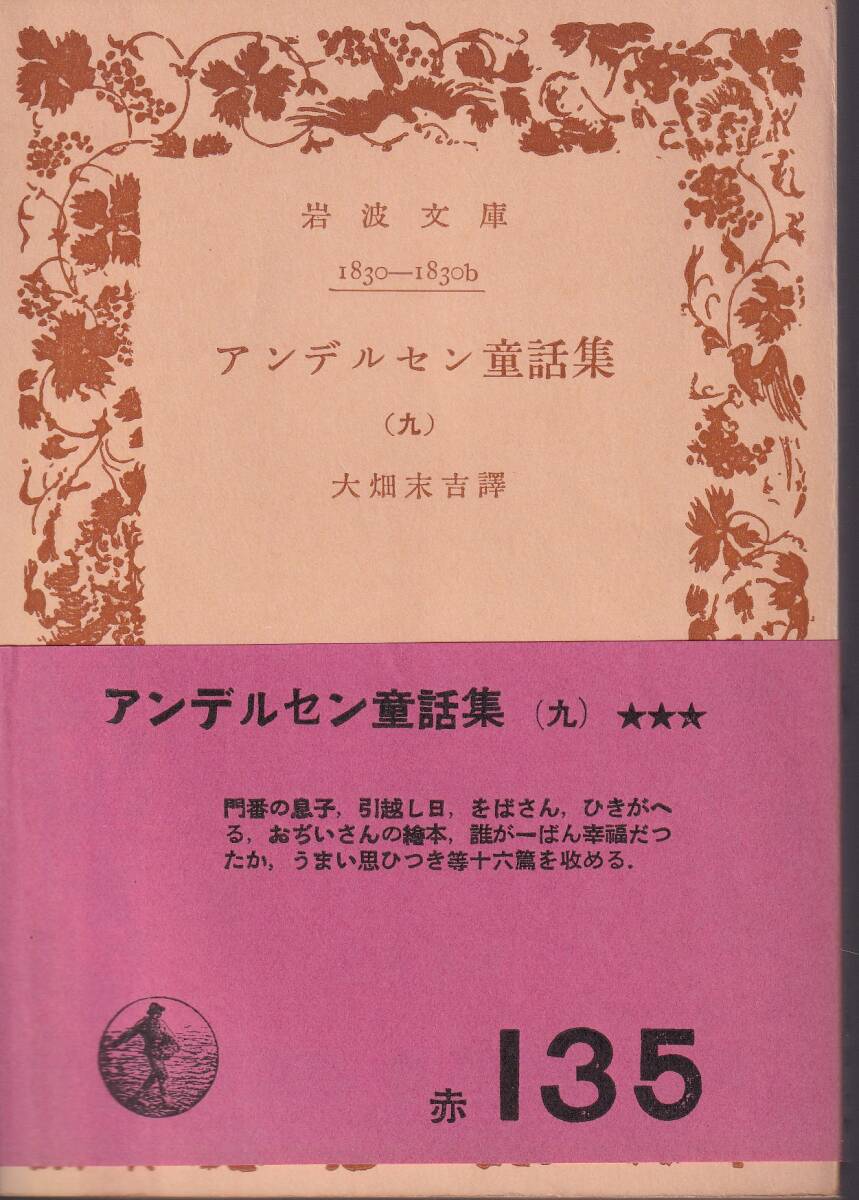 岩波文庫
1830—1830b
アンデルセン童話集
(九)
大畑末吉譯
アンデルセン童話集 (九) ★★★
門番の息子, 引越し日, をばさん, ひきがへ
る, おぢいさんの繪本, 誰が一ばん幸福だつ
たか, うまい思ひつき等十六篇を收める.
赤 135